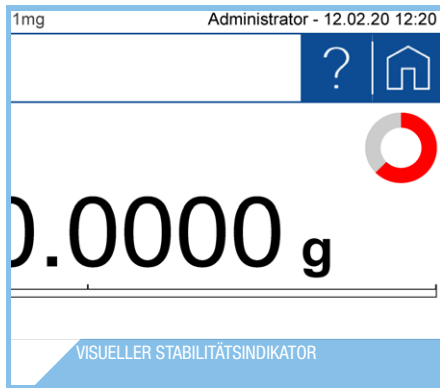 1mg Administrator - 12.02.20 12:20
?
0.0000 g
VISUELLER STABILITÄTSINDIKATOR